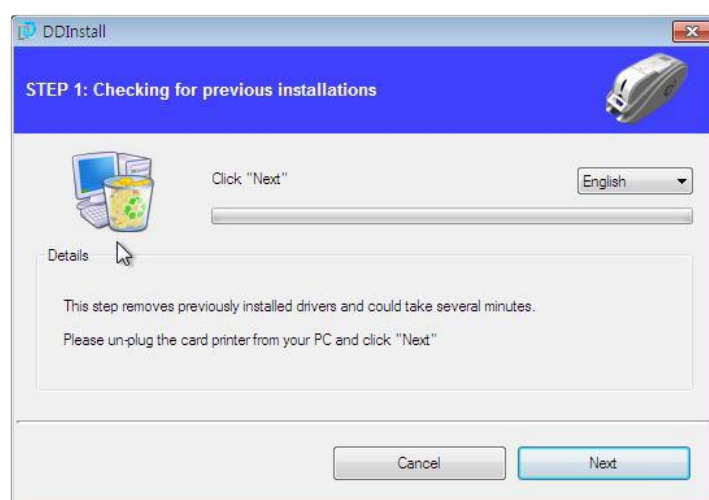 DDInstall
STEP 1: Checking for previous installations
Click "Next"
English
Details
This step removes previously installed drivers and could take several minutes.
Please un-plug the card printer from your PC and click "Next"
Cancel
Next